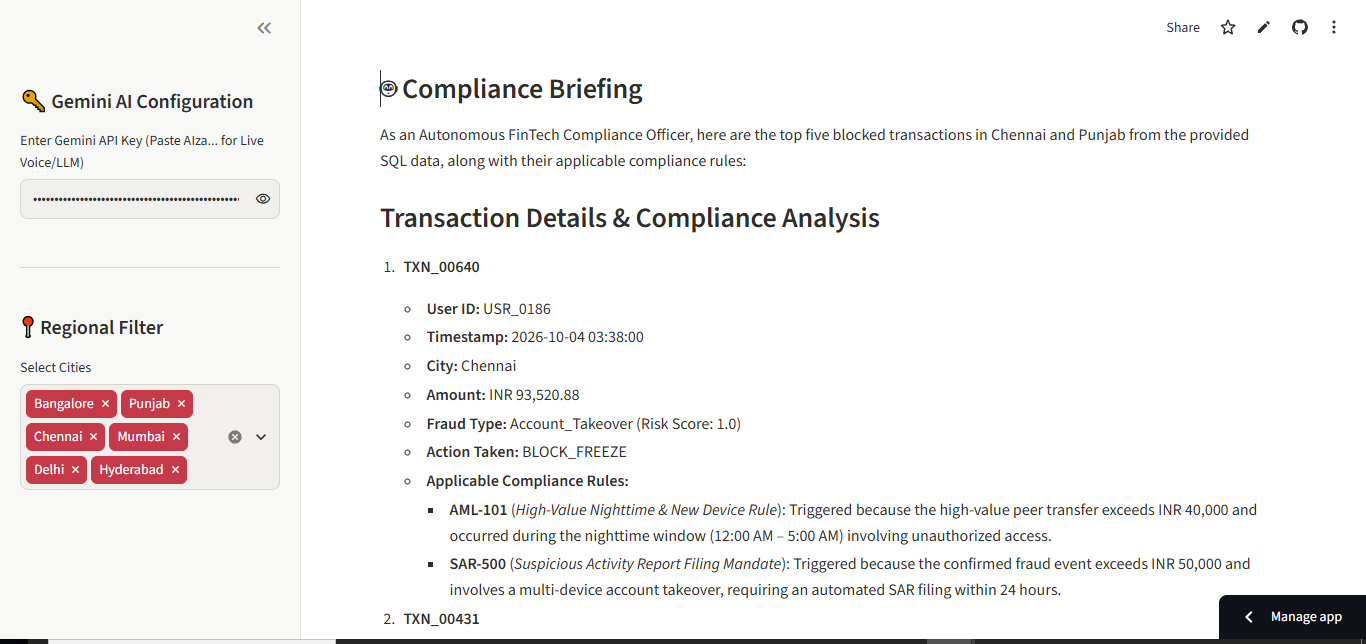 Share
Gemini AI Configuration
Enter Gemini API Key (Paste AIza... for Live
Voice/LLM)
••••••••••••••••••••••••••••••••••••••••••••••••
Regional Filter
Select Cities
Bangalore × Punjab ×
Chennai × Mumbai ×
Delhi × Hyderabad ×
Compliance Briefing
As an Autonomous FinTech Compliance Officer, here are the top five blocked transactions in Chennai and Punjab from the provided
SQL data, along with their applicable compliance rules:
Transaction Details & Compliance Analysis
1. TXN_00640
User ID: USR_0186
Timestamp: 2026-10-04 03:38:00
City: Chennai
Amount: INR 93,520.88
Fraud Type: Account_Takeover (Risk Score: 1.0)
Action Taken: BLOCK_FREEZE
Applicable Compliance Rules:
AML-101 (High-Value Nighttime & New Device Rule): Triggered because the high-value peer transfer exceeds INR 40,000 and
occurred during the nighttime window (12:00 AM – 5:00 AM) involving unauthorized access.
SAR-500 (Suspicious Activity Report Filing Mandate): Triggered because the confirmed fraud event exceeds INR 50,000 and
involves a multi-device account takeover, requiring an automated SAR filing within 24 hours.
2. TXN_00431
Manage app